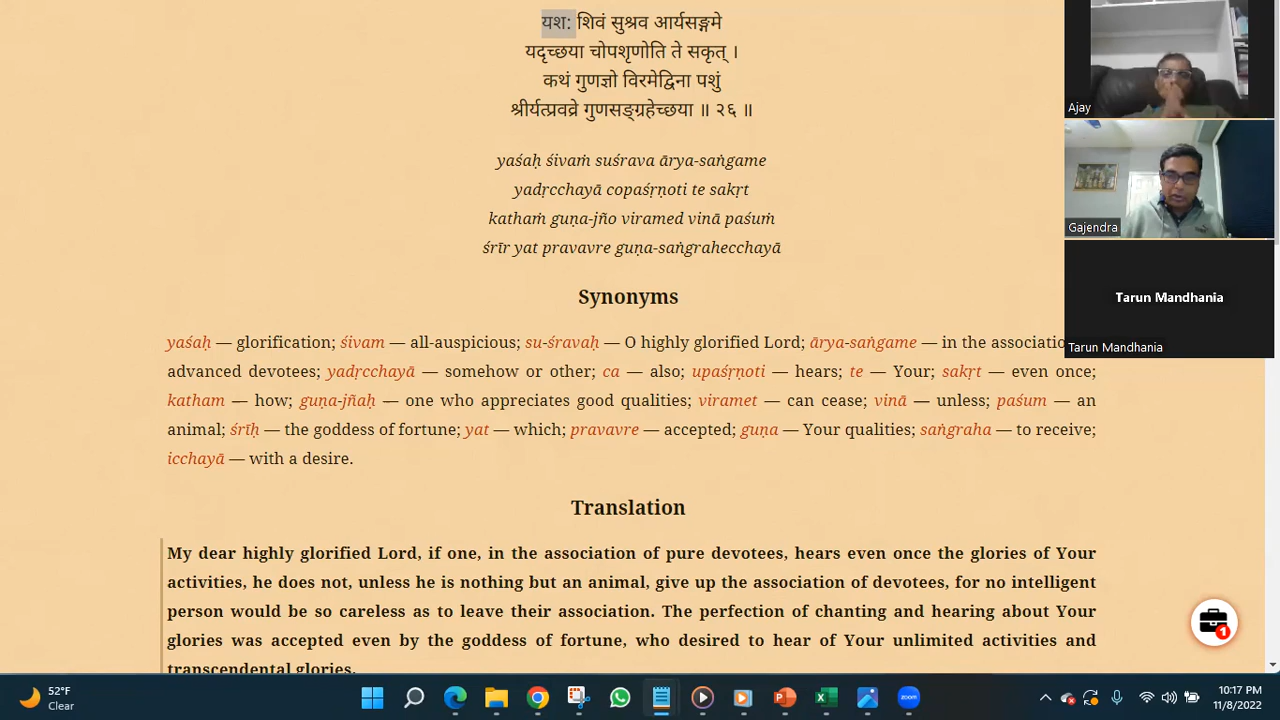 यश: शिवं सुश्रव आर्यसङ्गमे
यदृच्छया चोपश‍ृणोति ते सकृत् ।
कथं गुणज्ञो विरमेद्विना पशुं
श्रीर्यत्प्रवव्रे गुणसङ्ग्रहेच्छया ॥ २६ ॥
yaśaḥ śivaṁ suśrava ārya-saṅgame
yadṛcchayā copaśṛṇoti te sakṛt
kathaṁ guṇa-jño viramed vinā paśuṁ
śrīr yat pravavre guṇa-saṅgrahecchayā
Synonyms
yaśaḥ — glorification; śivam — all-auspicious; su-śravaḥ — O highly glorified Lord; ārya-saṅgame — in the associatio
advanced devotees; yadṛcchayā — somehow or other; ca — also; upaśṛṇoti — hears; te — Your; sakṛt — even once;
katham — how; guṇa-jñaḥ — one who appreciates good qualities; viramet — can cease; vinā — unless; paśum — an
animal; śrīḥ — the goddess of fortune; yat — which; pravavre — accepted; guṇa — Your qualities; saṅgraha — to receive;
icchayā — with a desire.
Translation
My dear highly glorified Lord, if one, in the association of pure devotees, hears even once the glories of Your
activities, he does not, unless he is nothing but an animal, give up the association of devotees, for no intelligent
person would be so careless as to leave their association. The perfection of chanting and hearing about Your
glories was accepted even by the goddess of fortune, who desired to hear of Your unlimited activities and
transcendental glories.
Ajay
Gajendra
Tarun Mandhania
Tarun Mandhania
1
52°F
Clear
10:17 PM
11/8/2022